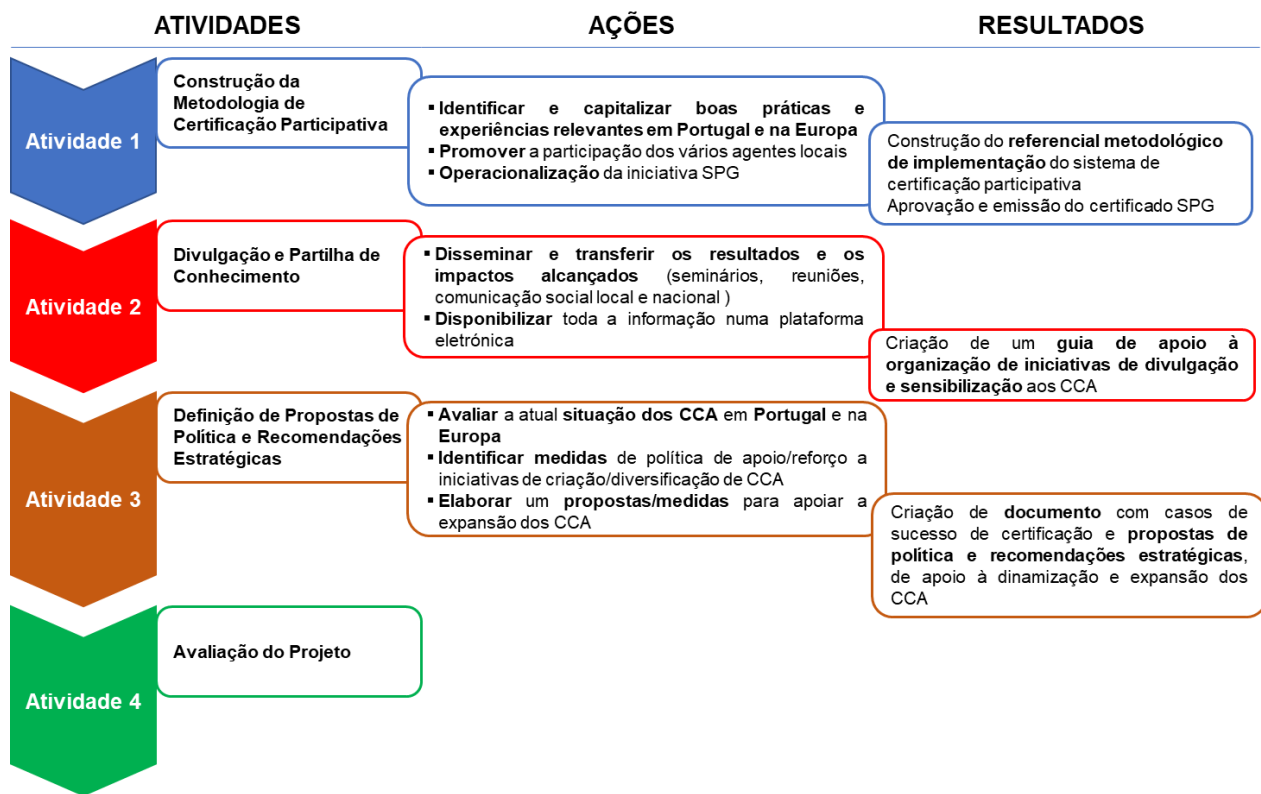 ATIVIDADES
AÇÕES
RESULTADOS
Atividade 1
Construção da
Metodologia de
Certificação Participativa
▪ Identificar e capitalizar boas práticas e
experiências relevantes em Portugal e na Europa
▪ Promover a participação dos vários agentes locais
▪ Operacionalização da iniciativa SPG
Construção do referencial metodológico
de implementação do sistema de
certificação participativa
Aprovação e emissão do certificado SPG
Atividade 2
Divulgação e Partilha de
Conhecimento
▪ Disseminar e transferir os resultados e os
impactos alcançados (seminários, reuniões,
comunicação social local e nacional )
▪ Disponibilizar toda a informação numa plataforma
eletrónica
Criação de um guia de apoio à
organização de iniciativas de divulgação
e sensibilização aos CCA
Atividade 3
Definição de Propostas de
Política e Recomendações
Estratégicas
▪ Avaliar a atual situação dos CCA em Portugal e na
Europa
▪ Identificar medidas de política de apoio/reforço a
iniciativas de criação/diversificação de CCA
▪ Elaborar um propostas/medidas para apoiar a
expansão dos CCA
Criação de documento com casos de
sucesso de certificação e propostas de
política e recomendações estratégicas,
de apoio à dinamização e expansão dos
CCA
Atividade 4
Avaliação do Projeto